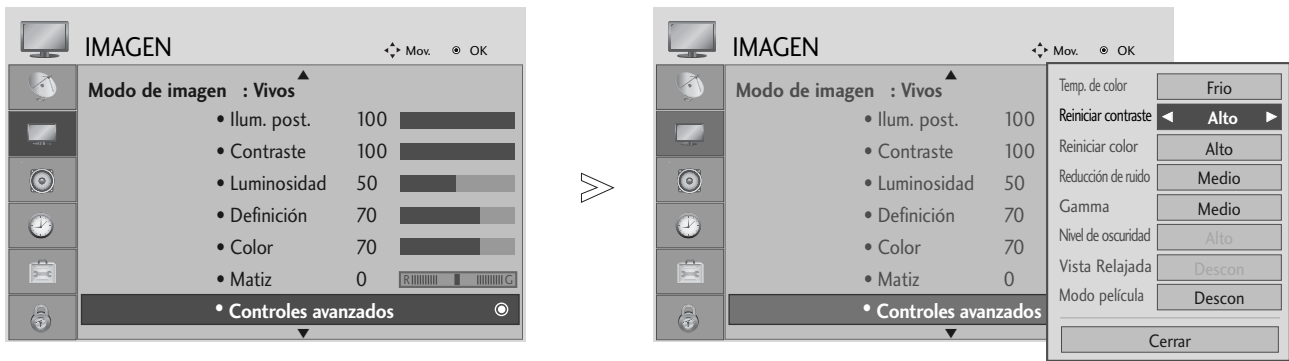 IMAGEN Mov. OK
Modo de imagen : Vivos
• Ilum. post. 100
• Contraste 100
• Luminosidad 50
• Definición 70
• Color 70
• Matiz 0 R G
• Controles avanzados
IMAGEN Mov. OK
Modo de imagen : Vivos
• Ilum. post. 100
• Contraste 100
• Luminosidad 50
• Definición 70
• Color 70
• Matiz 0
• Controles avanzados
Temp. de color Frio
Reiniciar contraste Alto
Reiniciar color Alto
Reducción de ruido Medio
Gamma Medio
Nivel de oscuridad Alto
Vista Relajada Descon
Modo película Descon
Cerrar